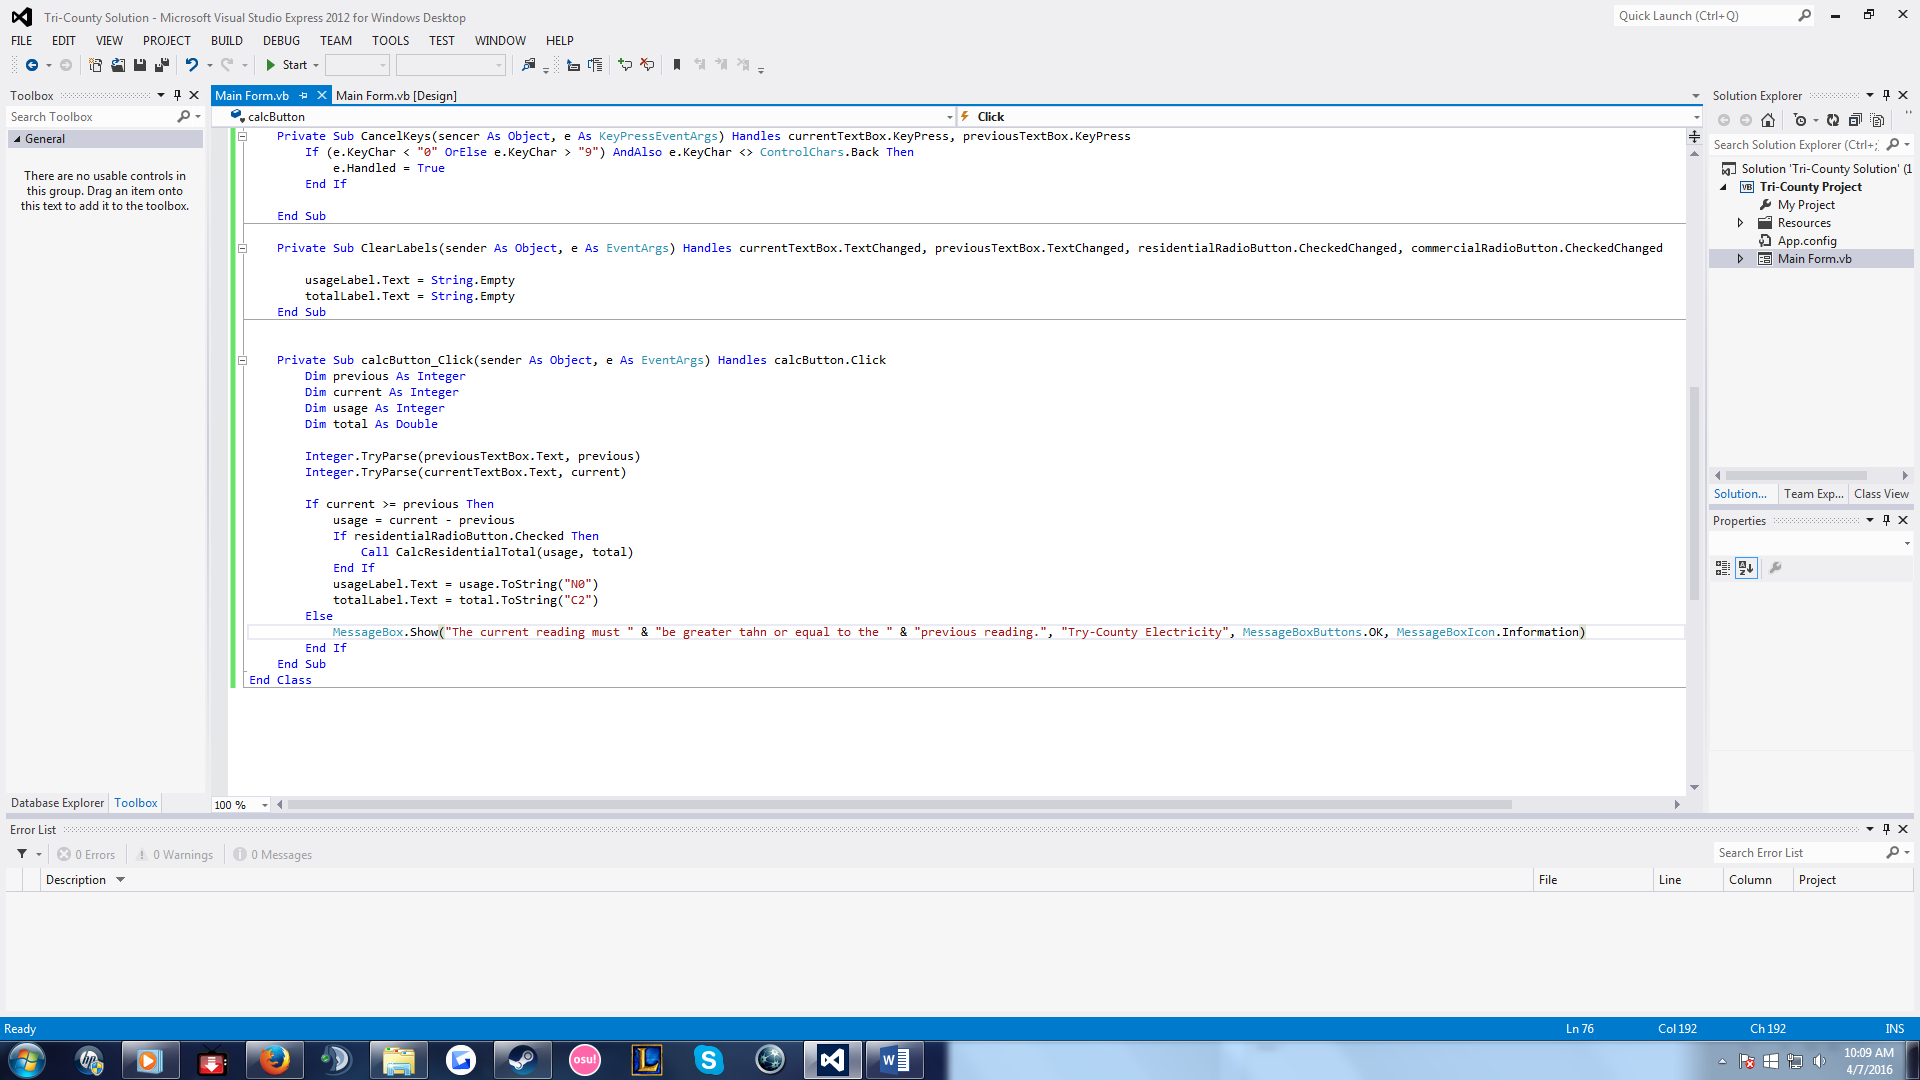 Tri-County Solution - Microsoft Visual Studio Express 2012 for Windows Desktop
Quick Launch (Ctrl+Q)
FILE EDIT VIEW PROJECT BUILD DEBUG TEAM TOOLS TEST WINDOW HELP
Start
Toolbox
Search Toolbox
General
There are no usable controls in
this group. Drag an item onto
this text to add it to the toolbox.
Database Explorer Toolbox
Main Form.vb Main Form.vb [Design]
calcButton Click
Private Sub CancelKeys(sencer As Object, e As KeyPressEventArgs) Handles currentTextBox.KeyPress, previousTextBox.KeyPress
If (e.KeyChar < "0" OrElse e.KeyChar > "9") AndAlso e.KeyChar <> ControlChars.Back Then
e.Handled = True
End If
End Sub
Private Sub ClearLabels(sender As Object, e As EventArgs) Handles currentTextBox.TextChanged, previousTextBox.TextChanged, residentialRadioButton.CheckedChanged, commercialRadioButton.CheckedChanged
usageLabel.Text = String.Empty
totalLabel.Text = String.Empty
End Sub
Private Sub calcButton_Click(sender As Object, e As EventArgs) Handles calcButton.Click
Dim previous As Integer
Dim current As Integer
Dim usage As Integer
Dim total As Double
Integer.TryParse(previousTextBox.Text, previous)
Integer.TryParse(currentTextBox.Text, current)
If current >= previous Then
usage = current - previous
If residentialRadioButton.Checked Then
Call CalcResidentialTotal(usage, total)
End If
usageLabel.Text = usage.ToString("N0")
totalLabel.Text = total.ToString("C2")
Else
MessageBox.Show("The current reading must " & "be greater tahn or equal to the " & "previous reading.", "Try-County Electricity", MessageBoxButtons.OK, MessageBoxIcon.Information)
End If
End Sub
End Class
100 %
Solution Explorer
Search Solution Explorer (Ctrl+;
Solution 'Tri-County Solution' (1
VB Tri-County Project
My Project
Resources
App.config
Main Form.vb
Solution... Team Exp... Class View
Properties
Error List
0 Errors 0 Warnings 0 Messages
Search Error List
Description File Line Column Project
Ready Ln 76 Col 192 Ch 192 INS
hp
osu!
L
S
W
10:09 AM
4/7/2016